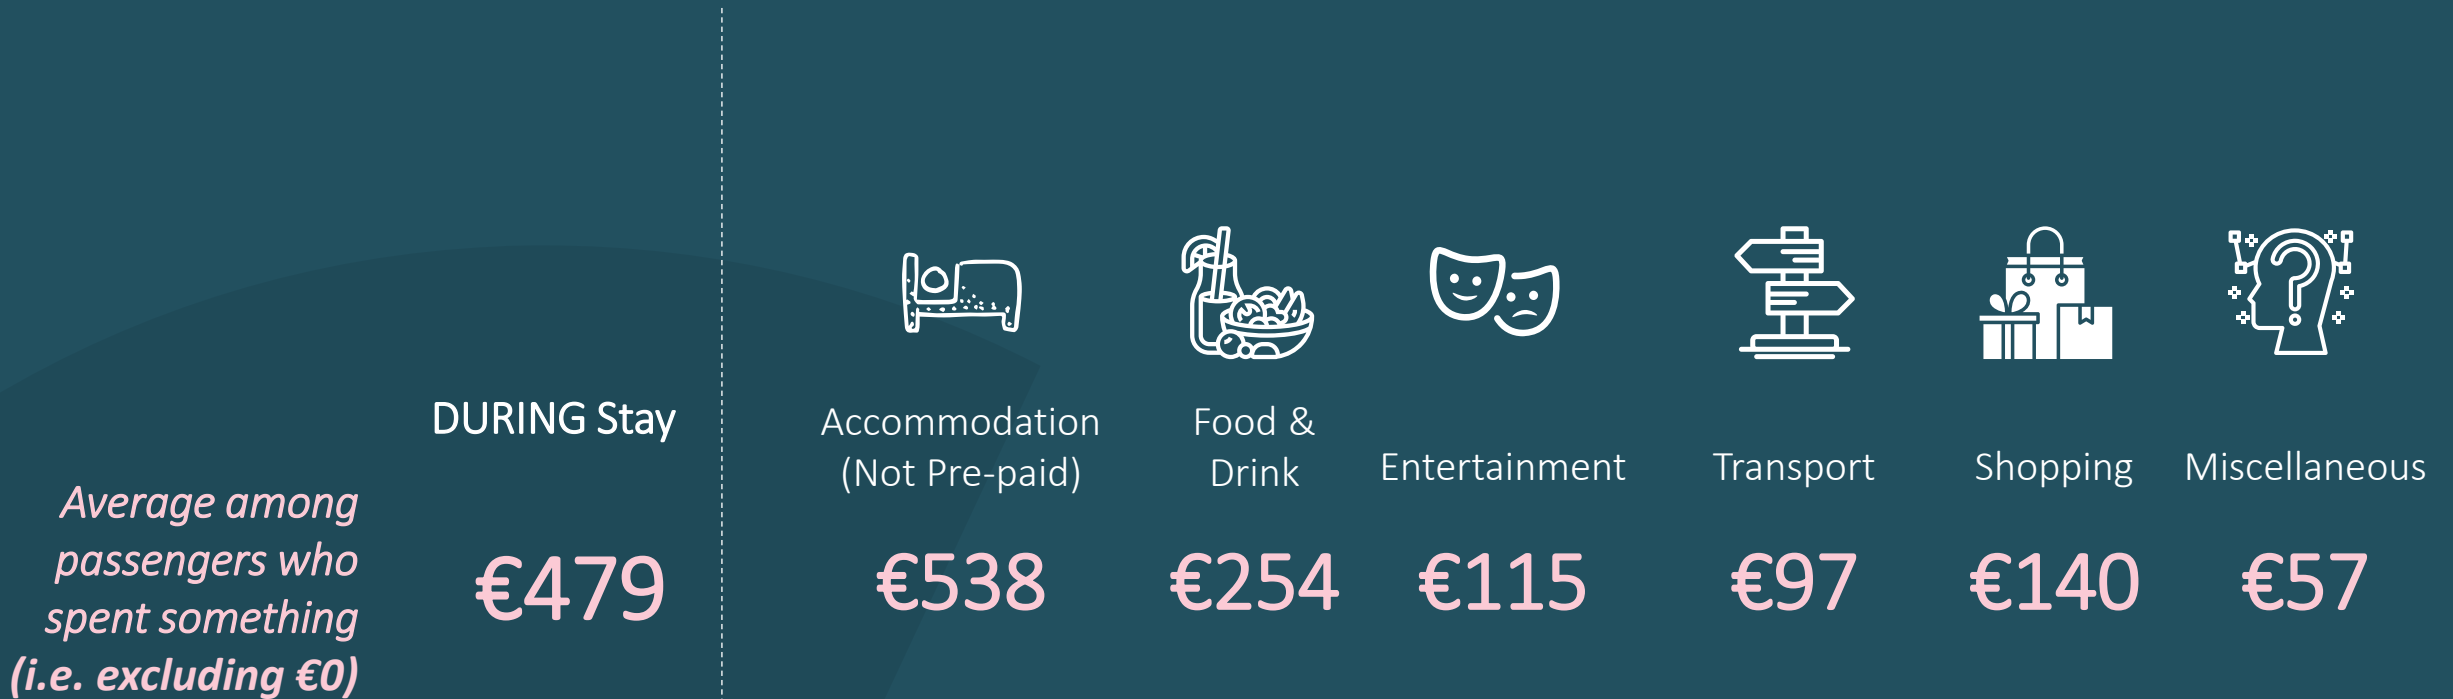 DURING Stay
Accommodation
(Not Pre-paid)
Food &
Drink
Entertainment
Transport
Shopping
Miscellaneous
Average among
passengers who
spent something
(i.e. excluding €0)
€479
€538
€254
€115
€97
€140
€57